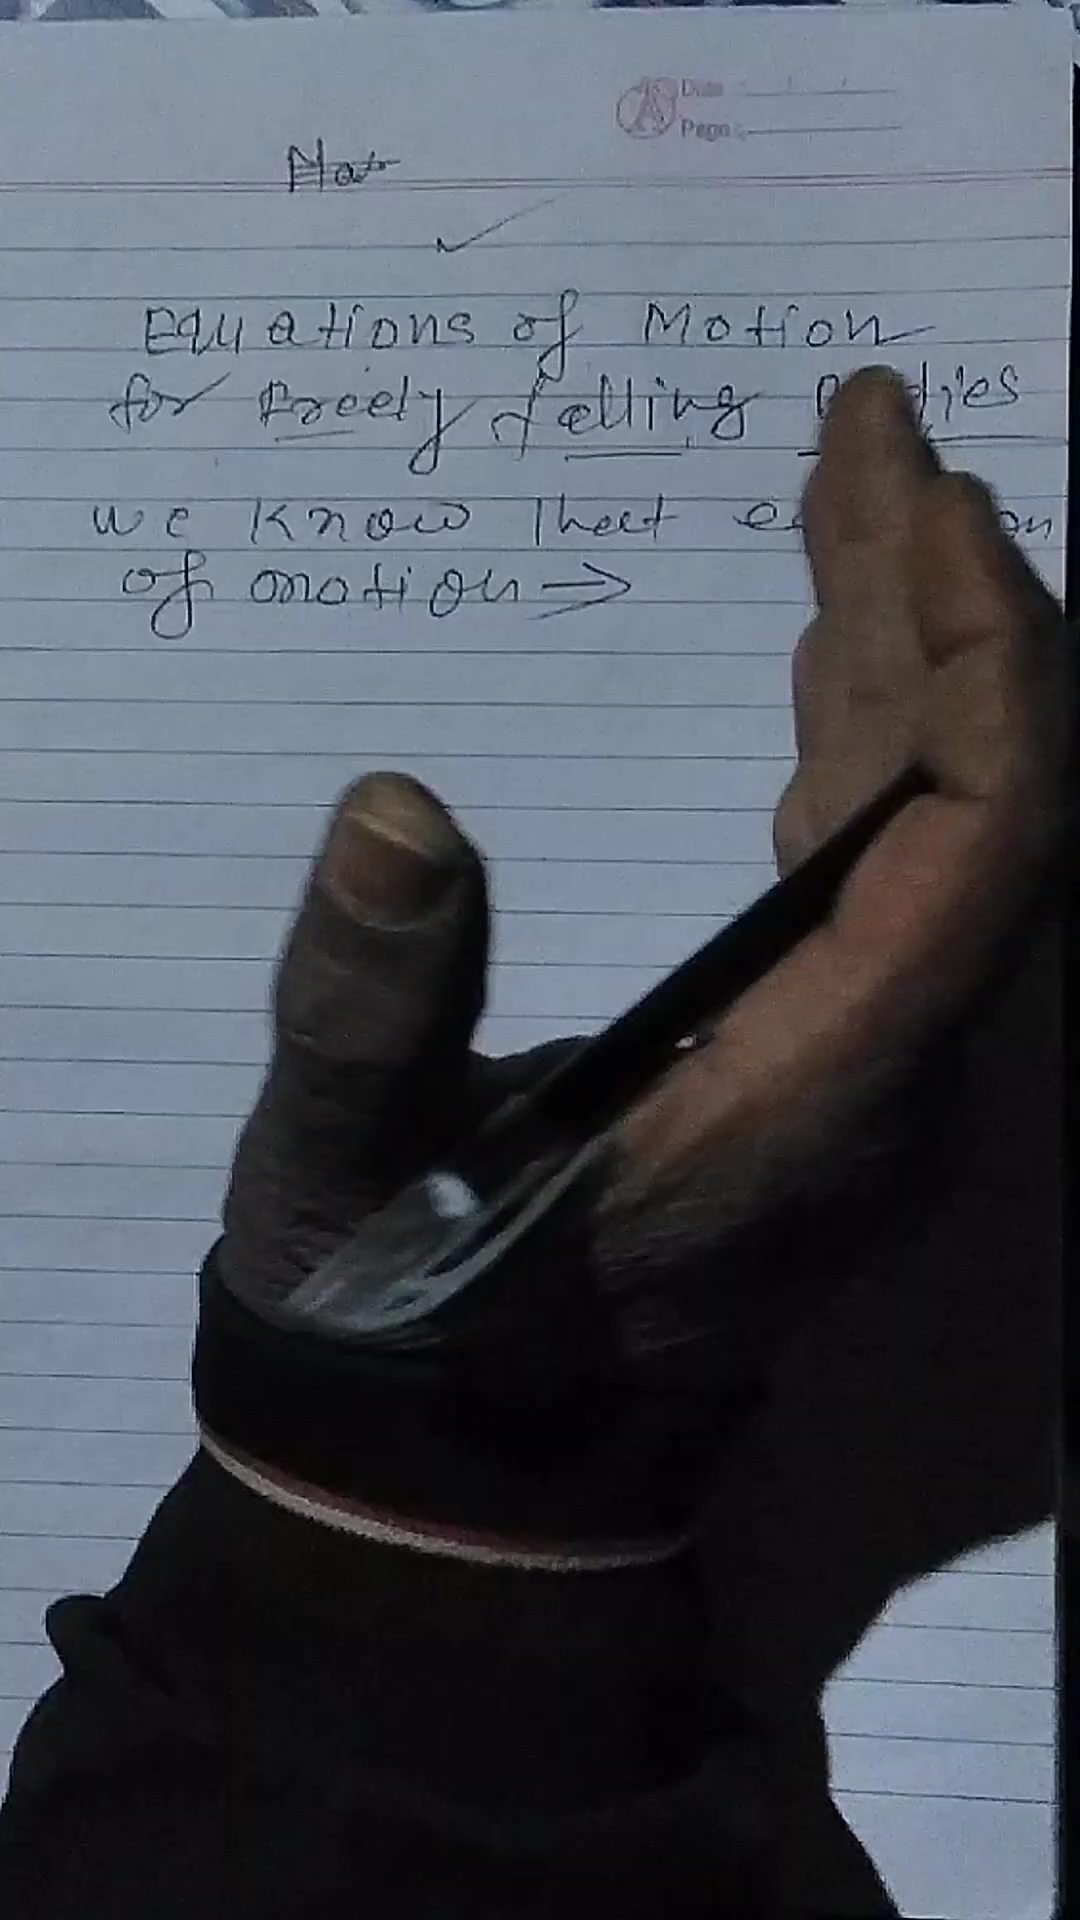 Date
Page
Equations of Motion
for Freely falling
we know that
of motion →